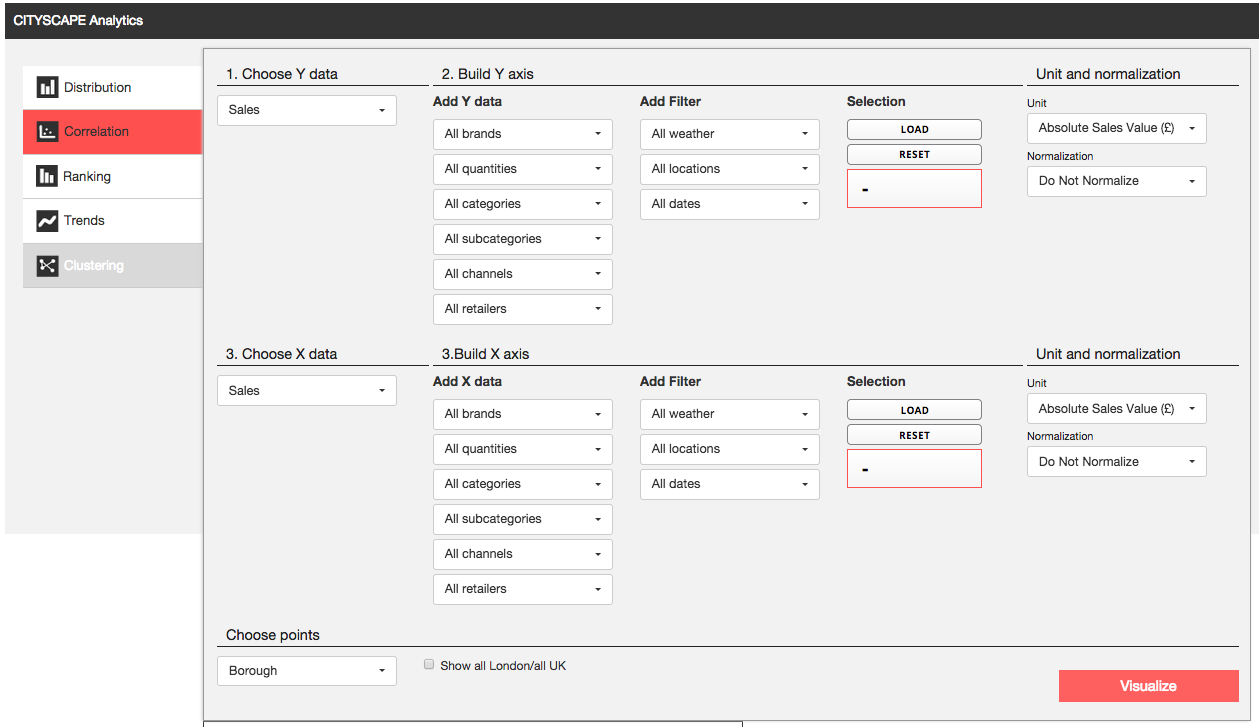 CITYSCAPE Analytics
Distribution
Correlation
Ranking
Trends
Clustering
1. Choose Y data
2. Build Y axis
Unit and normalization
Sales
Add Y data
All brands
All quantities
All categories
All subcategories
All channels
All retailers
Add Filter
All weather
All locations
All dates
Selection
LOAD
RESET
-
Unit
Absolute Sales Value (£)
Normalization
Do Not Normalize
3. Choose X data
3.Build X axis
Unit and normalization
Sales
Add X data
All brands
All quantities
All categories
All subcategories
All channels
All retailers
Add Filter
All weather
All locations
All dates
Selection
LOAD
RESET
-
Unit
Absolute Sales Value (£)
Normalization
Do Not Normalize
Choose points
Borough
Show all London/all UK
Visualize